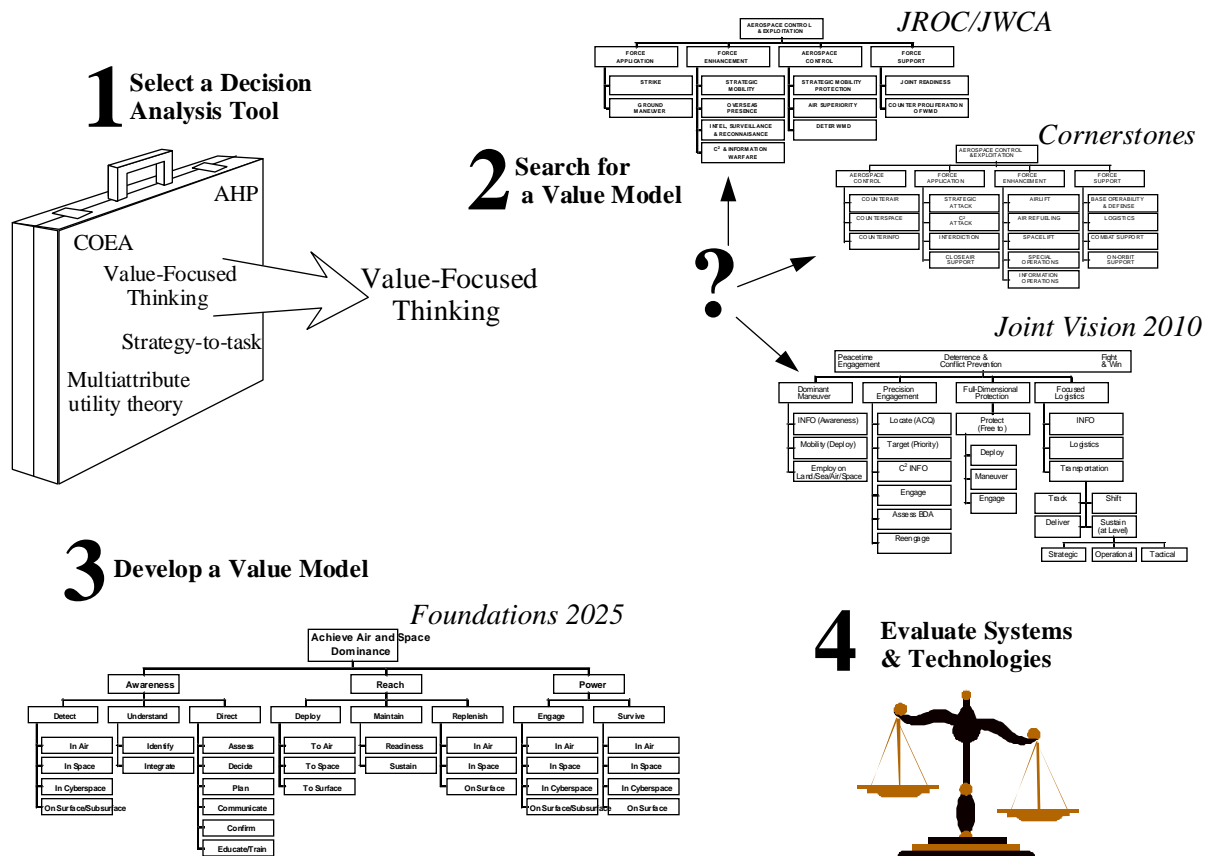 1
Select a Decision
Analysis Tool
AHP
COEA
Value-Focused
Thinking
Strategy-to-task
Multiattribute
utility theory
Value-Focused
Thinking
2
Search for
a Value Model
?
JROC/JWCA
AEROSPACE CONTROL
& EXPLOITATION
FORCE
APPLICATION
STRIKE
GROUND
MANEUVER
FORCE
ENHANCEMENT
STRATEGIC
MOBILITY
OVERSEAS
PRESENCE
INTEL, SURVEILLANCE
& RECONNAISANCE
C² & INFORMATION
WARFARE
AEROSPACE
CONTROL
STRATEGIC MOBILITY
PROTECTION
AIR SUPERIORITY
DETER WMD
FORCE
SUPPORT
JOINT READINESS
COUNTER PROLIFERATION
OF WMD
Cornerstones
AEROSPACE CONTROL
& EXPLOITATION
AEROSPACE
CONTROL
COUNTERAIR
COUNTERSPACE
COUNTERINFO
FORCE
APPLICATION
STRATEGIC
ATTACK
C²
ATTACK
INTERDICTION
CLOSE AIR
SUPPORT
FORCE
ENHANCEMENT
AIRLIFT
AIR REFUELING
SPACELIFT
SPECIAL
OPERATIONS
INFORMATION
OPERATIONS
FORCE
SUPPORT
BASE OPERABILITY
& DEFENSE
LOGISTICS
COMBAT SUPPORT
ON-ORBIT
SUPPORT
Joint Vision 2010
Peacetime
Engagement
Deterrence &
Conflict Prevention
Fight
& Win
Dominant
Maneuver
INFO (Awareness)
Mobility (Deploy)
Employ on
Land/Sea/Air/Space
Precision
Engagement
Locate (ACQ)
Target (Priority)
C² INFO
Engage
Assess BDA
Reengage
Full-Dimensional
Protection
Protect
(Free to)
Deploy
Maneuver
Engage
Focused
Logistics
INFO
Logistics
Transportation
Track
Shift
Deliver
Sustain
(at Level)
Strategic
Operational
Tactical
3
Develop a Value Model
Foundations 2025
Achieve Air and Space
Dominance
Awareness
Detect
In Air
In Space
In Cyberspace
On Surface/Subsurface
Understand
Identify
Integrate
Direct
Assess
Decide
Plan
Communicate
Confirm
Educate/Train
Reach
Deploy
To Air
To Space
To Surface
Maintain
Readiness
Sustain
Replenish
In Air
In Space
On Surface
Power
Engage
In Air
In Space
In Cyberspace
On Surface/Subsurface
Survive
In Air
In Space
In Cyberspace
On Surface
4
Evaluate Systems
& Technologies